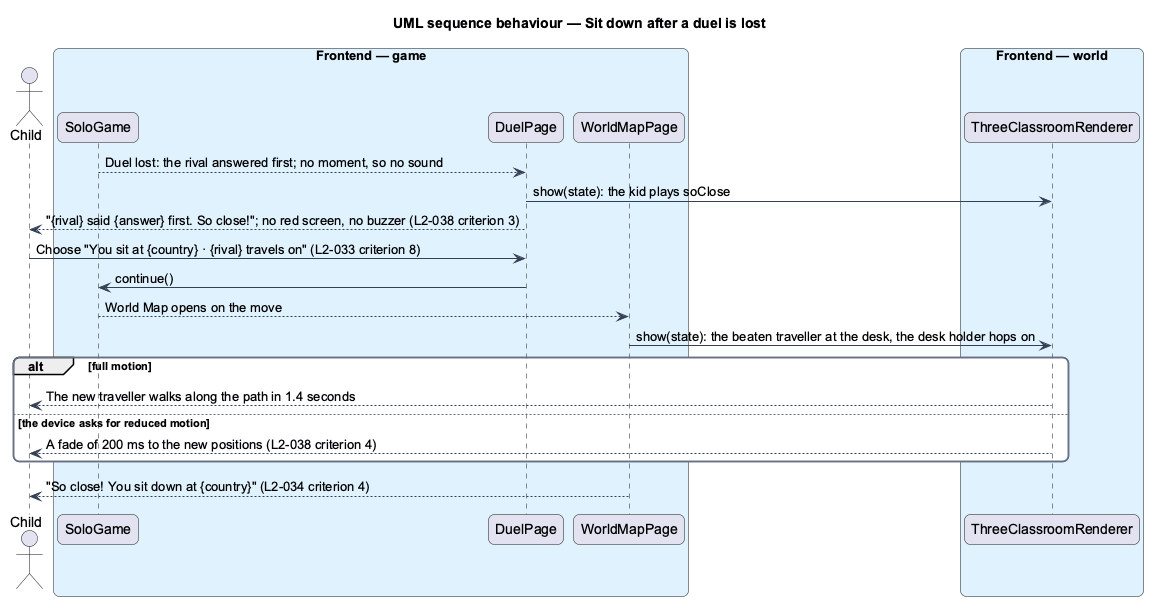 UML sequence behaviour — Sit down after a duel is lost
Frontend — game
Frontend — world
Child
SoloGame
DuelPage
WorldMapPage
ThreeClassroomRenderer
Duel lost: the rival answered first; no moment, so no sound
show(state): the kid plays soClose
"{rival} said {answer} first. So close!"; no red screen, no buzzer (L2-038 criterion 3)
Choose "You sit at {country} · {rival} travels on" (L2-033 criterion 8)
continue()
World Map opens on the move
show(state): the beaten traveller at the desk, the desk holder hops on
alt
[full motion]
The new traveller walks along the path in 1.4 seconds
[the device asks for reduced motion]
A fade of 200 ms to the new positions (L2-038 criterion 4)
"So close! You sit down at {country}" (L2-034 criterion 4)
Child
SoloGame
DuelPage
WorldMapPage
ThreeClassroomRenderer